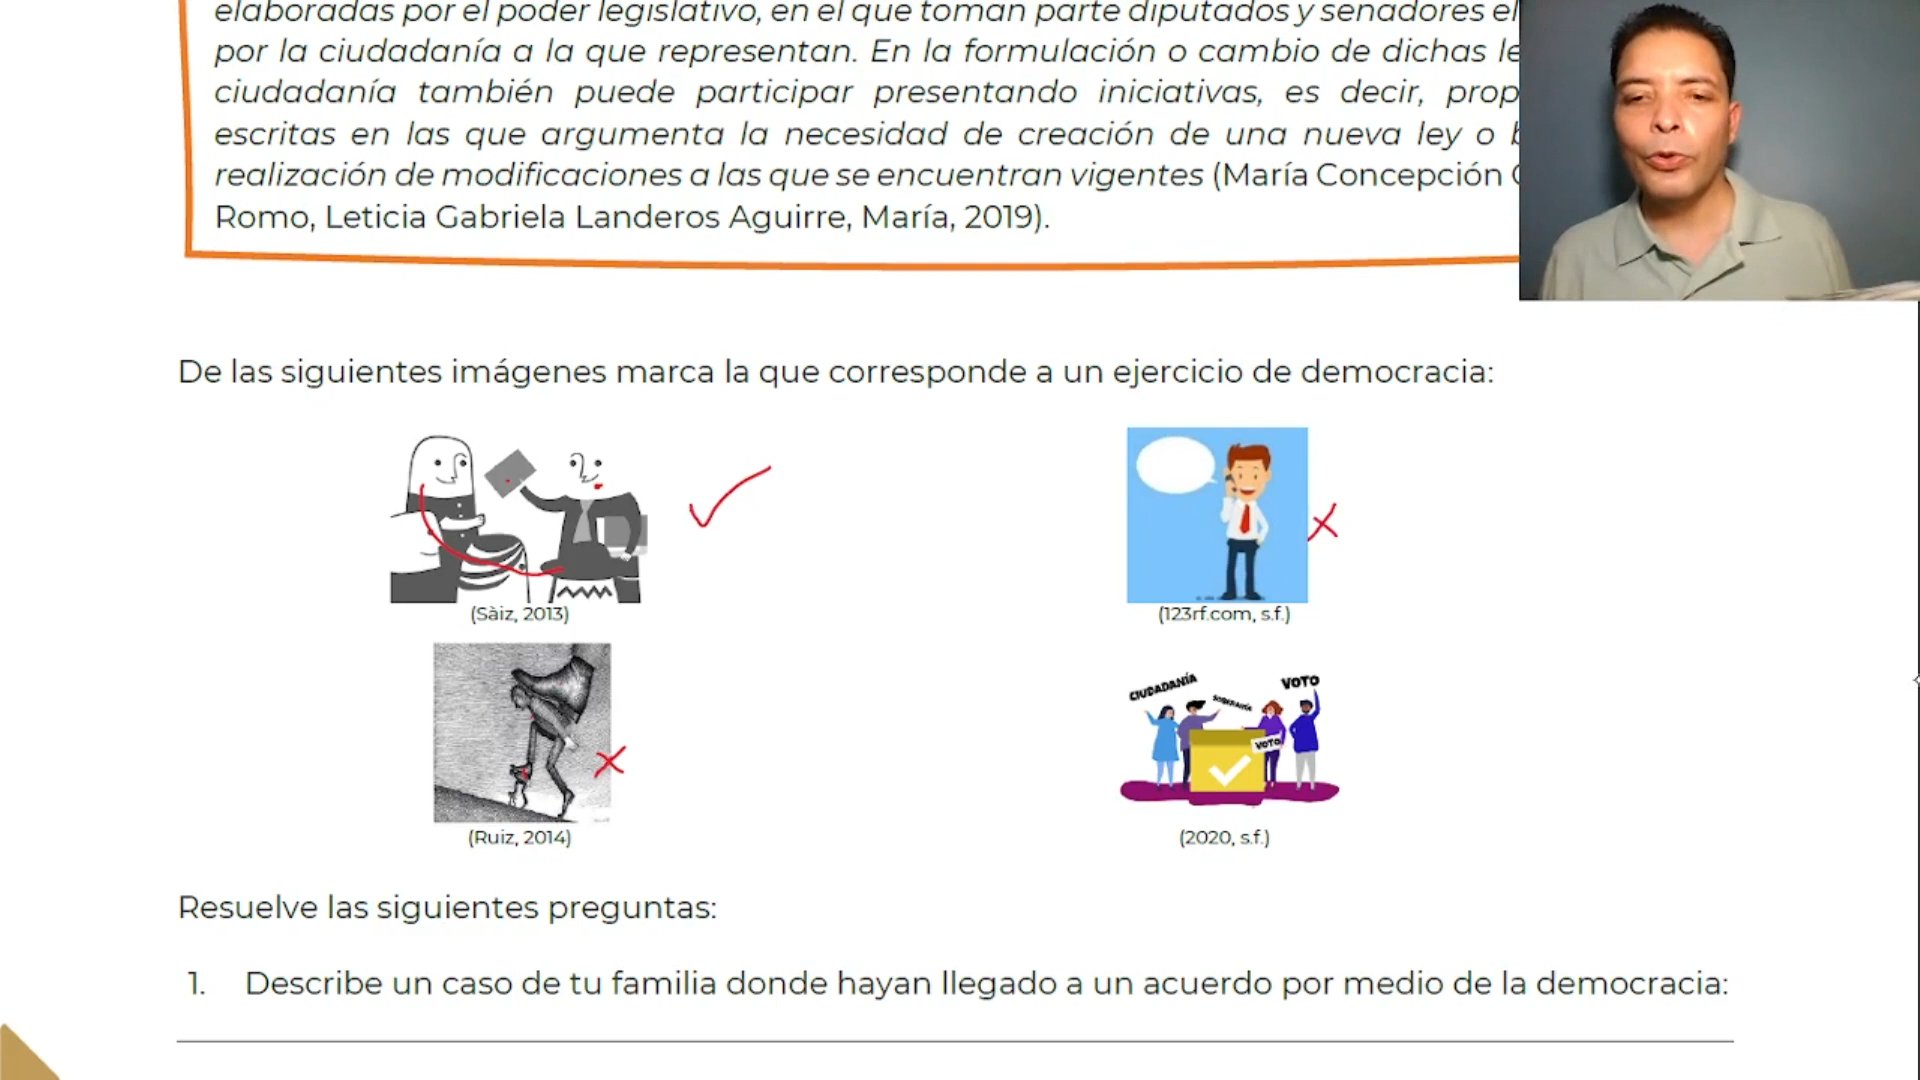 elaboradas por el poder legislativo, en el que toman parte diputados y senadores el
por la ciudadanía a la que representan. En la formulación o cambio de dichas le
ciudadanía también puede participar presentando iniciativas, es decir, prop
escritas en las que argumenta la necesidad de creación de una nueva ley o b
realización de modificaciones a las que se encuentran vigentes (María Concepción
Romo, Leticia Gabriela Landeros Aguirre, María, 2019).
De las siguientes imágenes marca la que corresponde a un ejercicio de democracia:
(Sàiz, 2013)
(123rf.com, s.f.)
CIUDADANÍA
SOBERANÍA
VOTO
VOTO
(Ruiz, 2014)
(2020, s.f.)
Resuelve las siguientes preguntas:
1. Describe un caso de tu familia donde hayan llegado a un acuerdo por medio de la democracia: